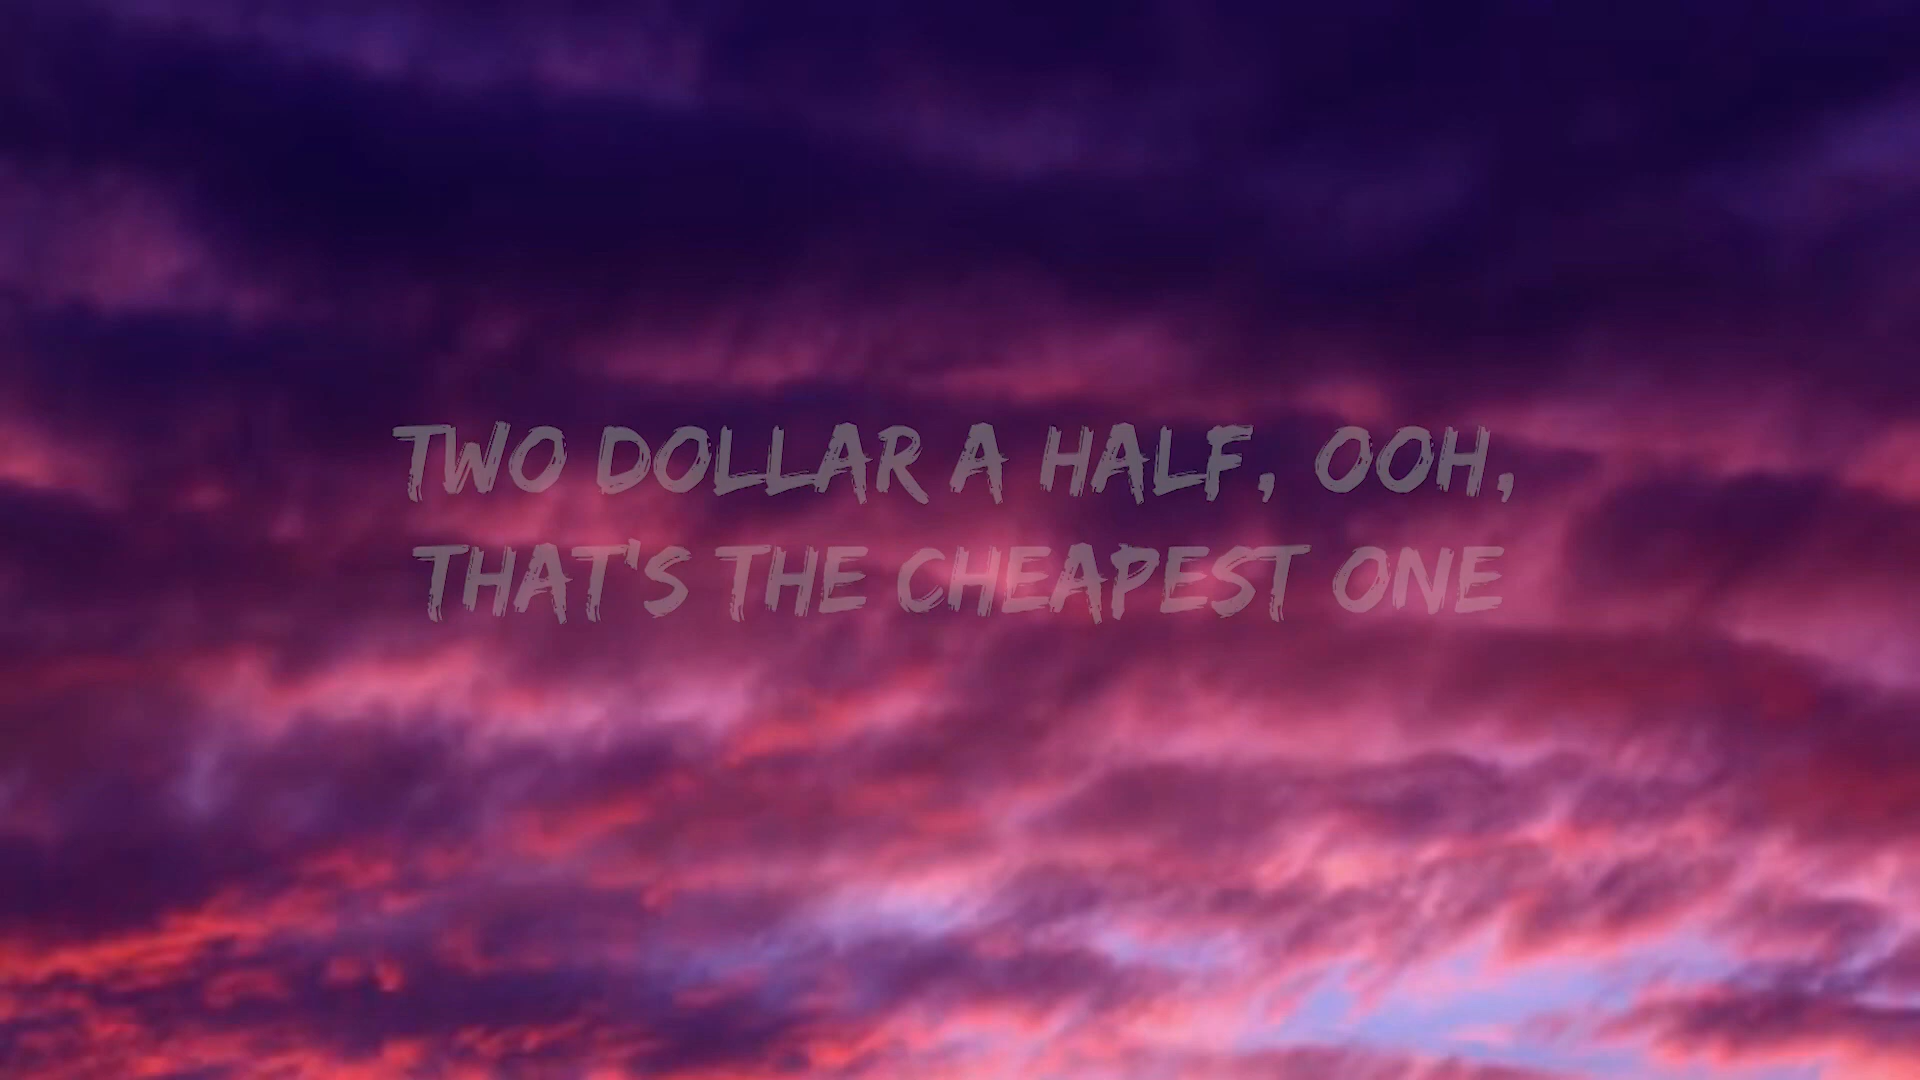 TWO DOLLAR A HALF, OOH,
THAT'S THE CHEAPEST ONE